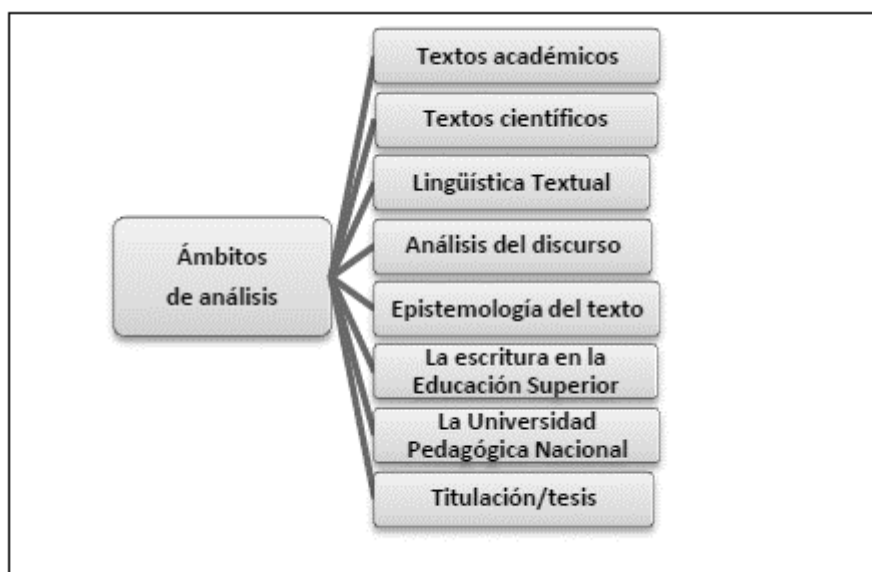 Ámbitos
de análisis
Textos académicos
Textos científicos
Lingüística Textual
Análisis del discurso
Epistemología del texto
La escritura en la
Educación Superior
La Universidad
Pedagógica Nacional
Titulación/tesis